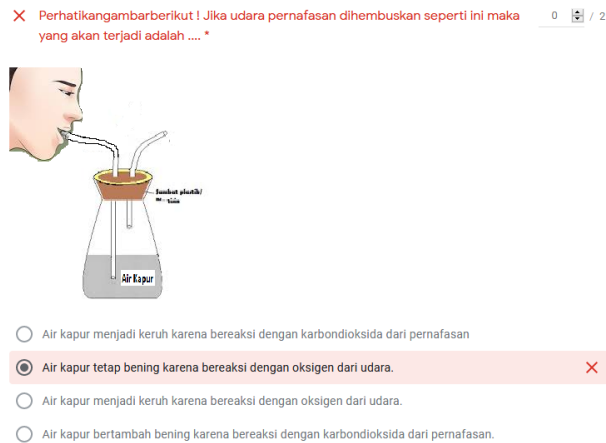 Perhatikangambarberikut ! Jika udara pernafasan dihembuskan seperti ini maka
yang akan terjadi adalah .... *
0 / 2
Sumbat plastik/
Air Kapur
Air kapur menjadi keruh karena bereaksi dengan karbondioksida dari pernafasan
Air kapur tetap bening karena bereaksi dengan oksigen dari udara.
Air kapur menjadi keruh karena bereaksi dengan oksigen dari udara.
Air kapur bertambah bening karena bereaksi dengan karbondioksida dari pernafasan.